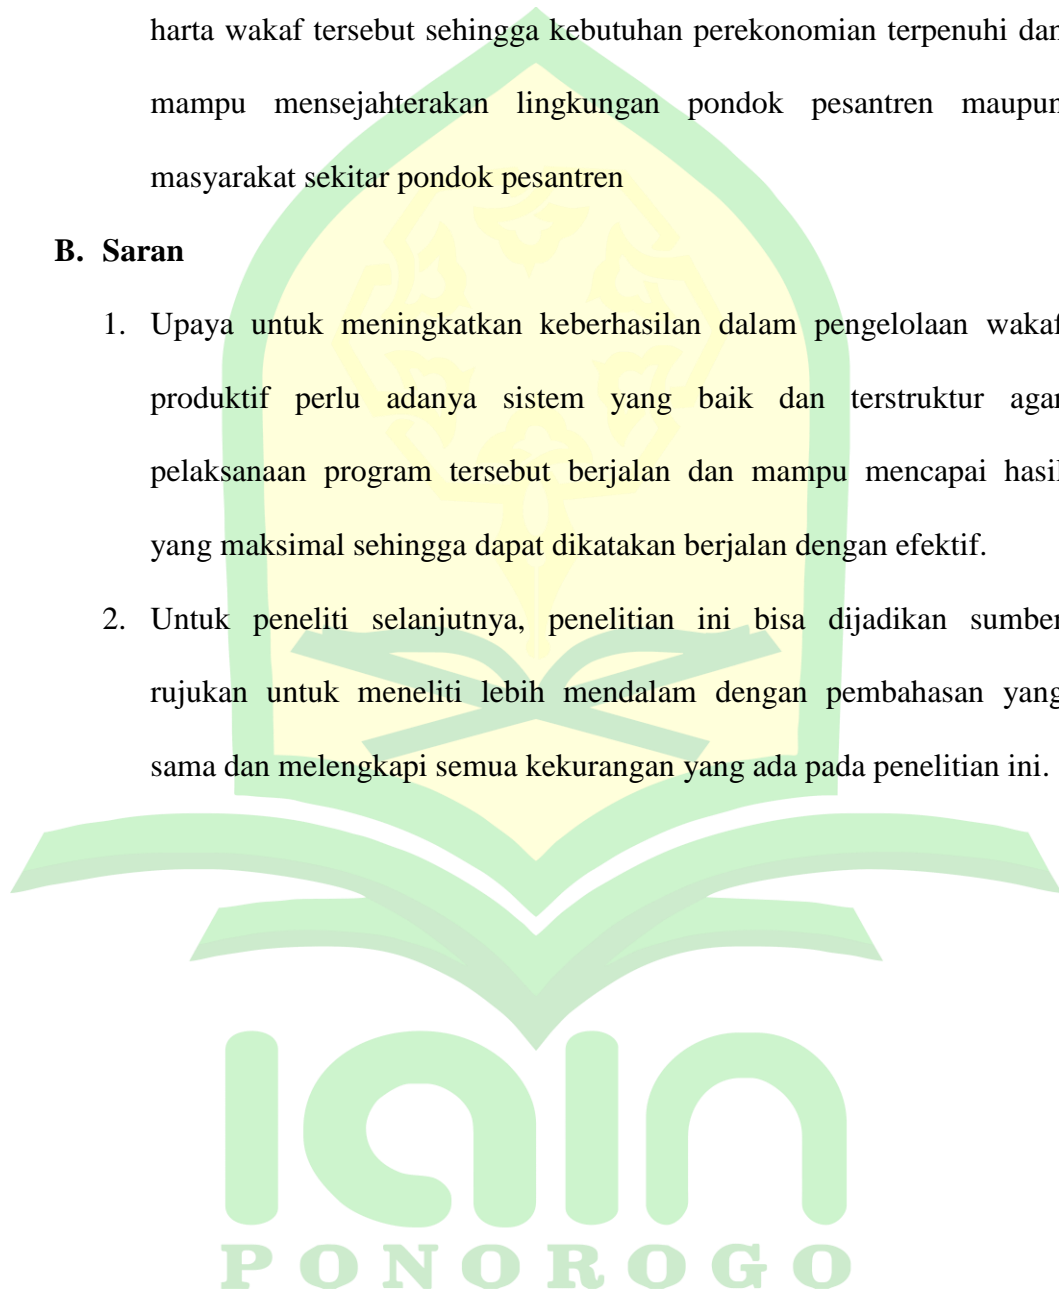 harta wakaf tersebut sehingga kebutuhan perekonomian terpenuhi dan
mampu mensejahterakan lingkungan pondok pesantren maupun
masyarakat sekitar pondok pesantren
B. Saran
1. Upaya untuk meningkatkan keberhasilan dalam pengelolaan wakaf
produktif perlu adanya sistem yang baik dan terstruktur agar
pelaksanaan program tersebut berjalan dan mampu mencapai hasil
yang maksimal sehingga dapat dikatakan berjalan dengan efektif.
2. Untuk peneliti selanjutnya, penelitian ini bisa dijadikan sumber
rujukan untuk meneliti lebih mendalam dengan pembahasan yang
sama dan melengkapi semua kekurangan yang ada pada penelitian ini.
iain
PONOROGO